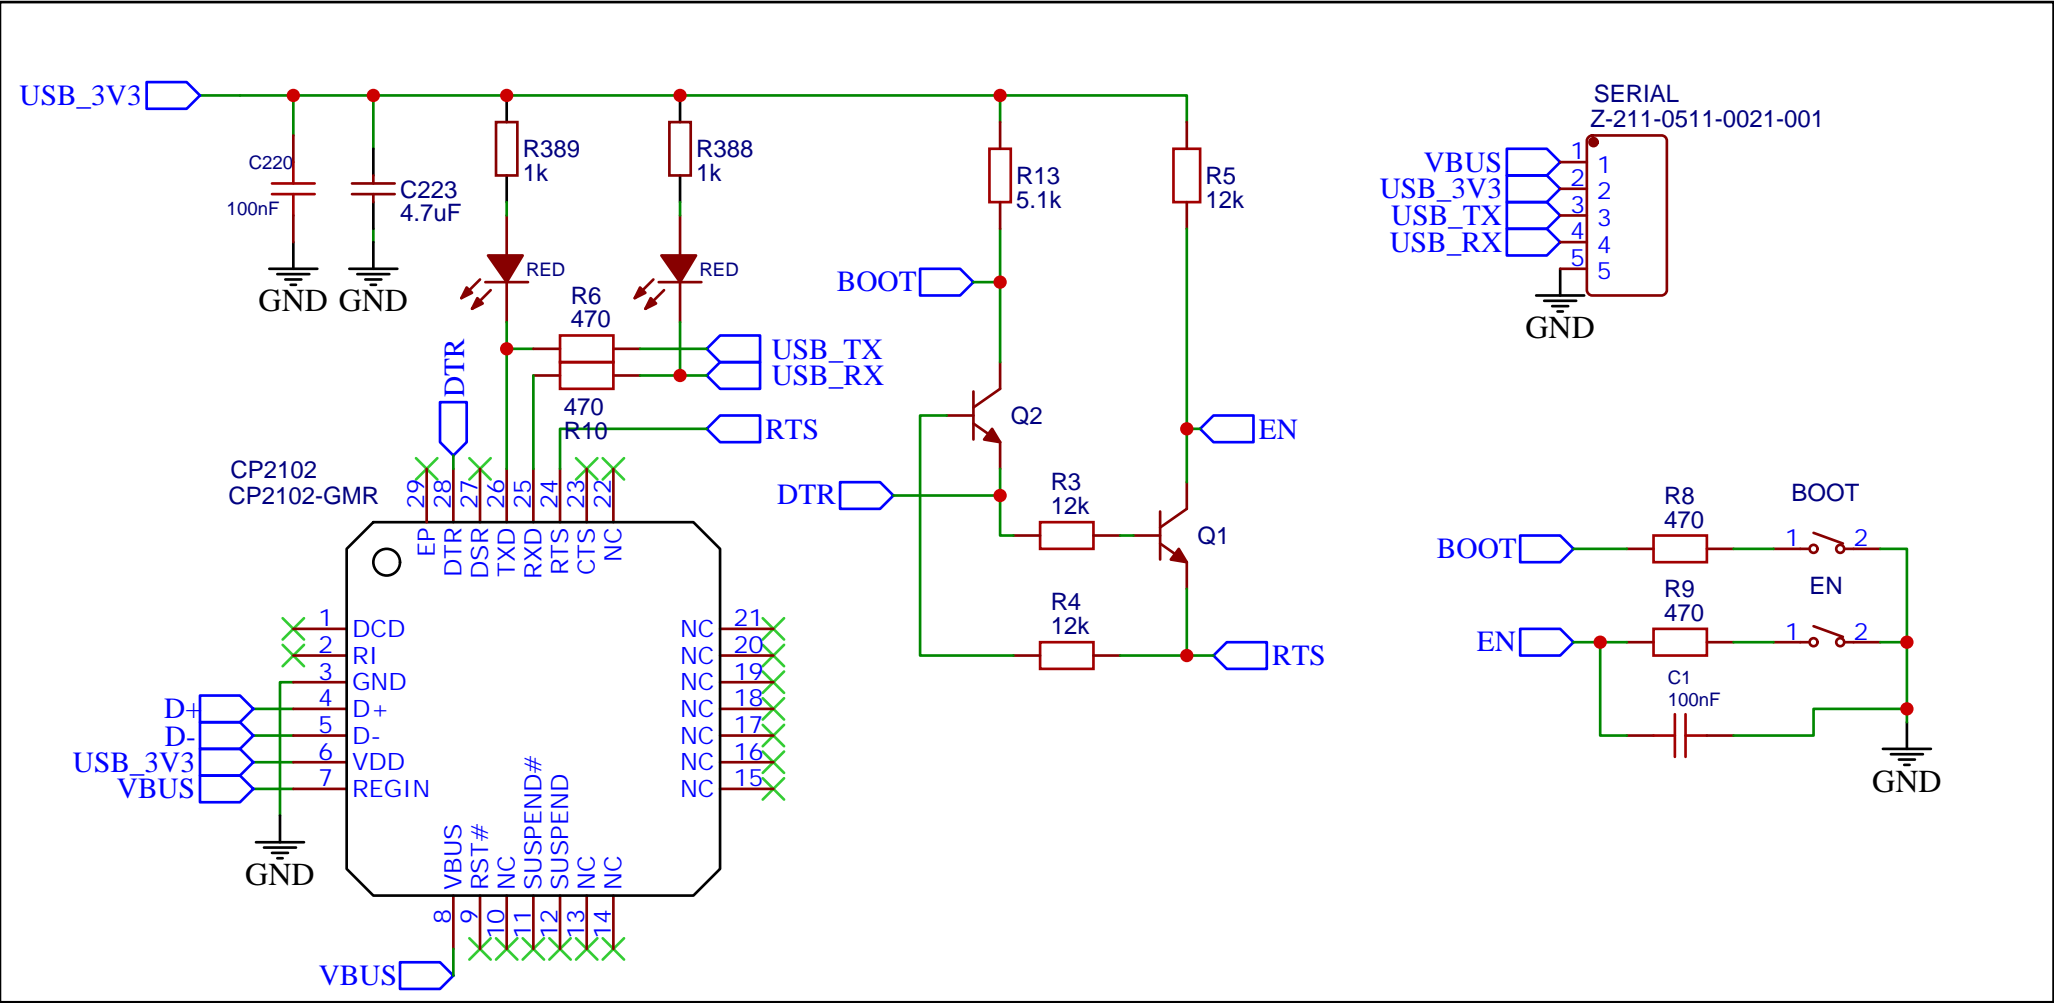 USB_3V3
C220
100nF
GND
C223
4.7uF
GND
R389
1k
RED
R388
1k
RED
R6
470
USB_TX
USB_RX
470
R10
RTS
DTR
CP2102
CP2102-GMR
29
28
27
26
25
24
23
22
EP
DTR
DSR
TXD
RXD
RTS
CTS
NC
1 DCD
2 RI
3 GND
D+ 4 D+
D- 5 D-
USB_3V3 6 VDD
VBUS 7 REGIN
GND
NC 21
NC 20
NC 19
NC 18
NC 17
NC 16
NC 15
VBUS
RST#
NC
SUSPEND#
SUSPEND
NC
NC
8
9
10
11
12
13
14
VBUS
R13
5.1k
R5
12k
BOOT
Q2
EN
DTR
R3
12k
Q1
R4
12k
RTS
SERIAL
Z-211-0511-0021-001
VBUS 1 1
USB_3V3 2 2
USB_TX 3 3
USB_RX 4 4
5 5
GND
R8
470
BOOT
BOOT
1 2
R9
470
EN
EN
1 2
C1
100nF
GND